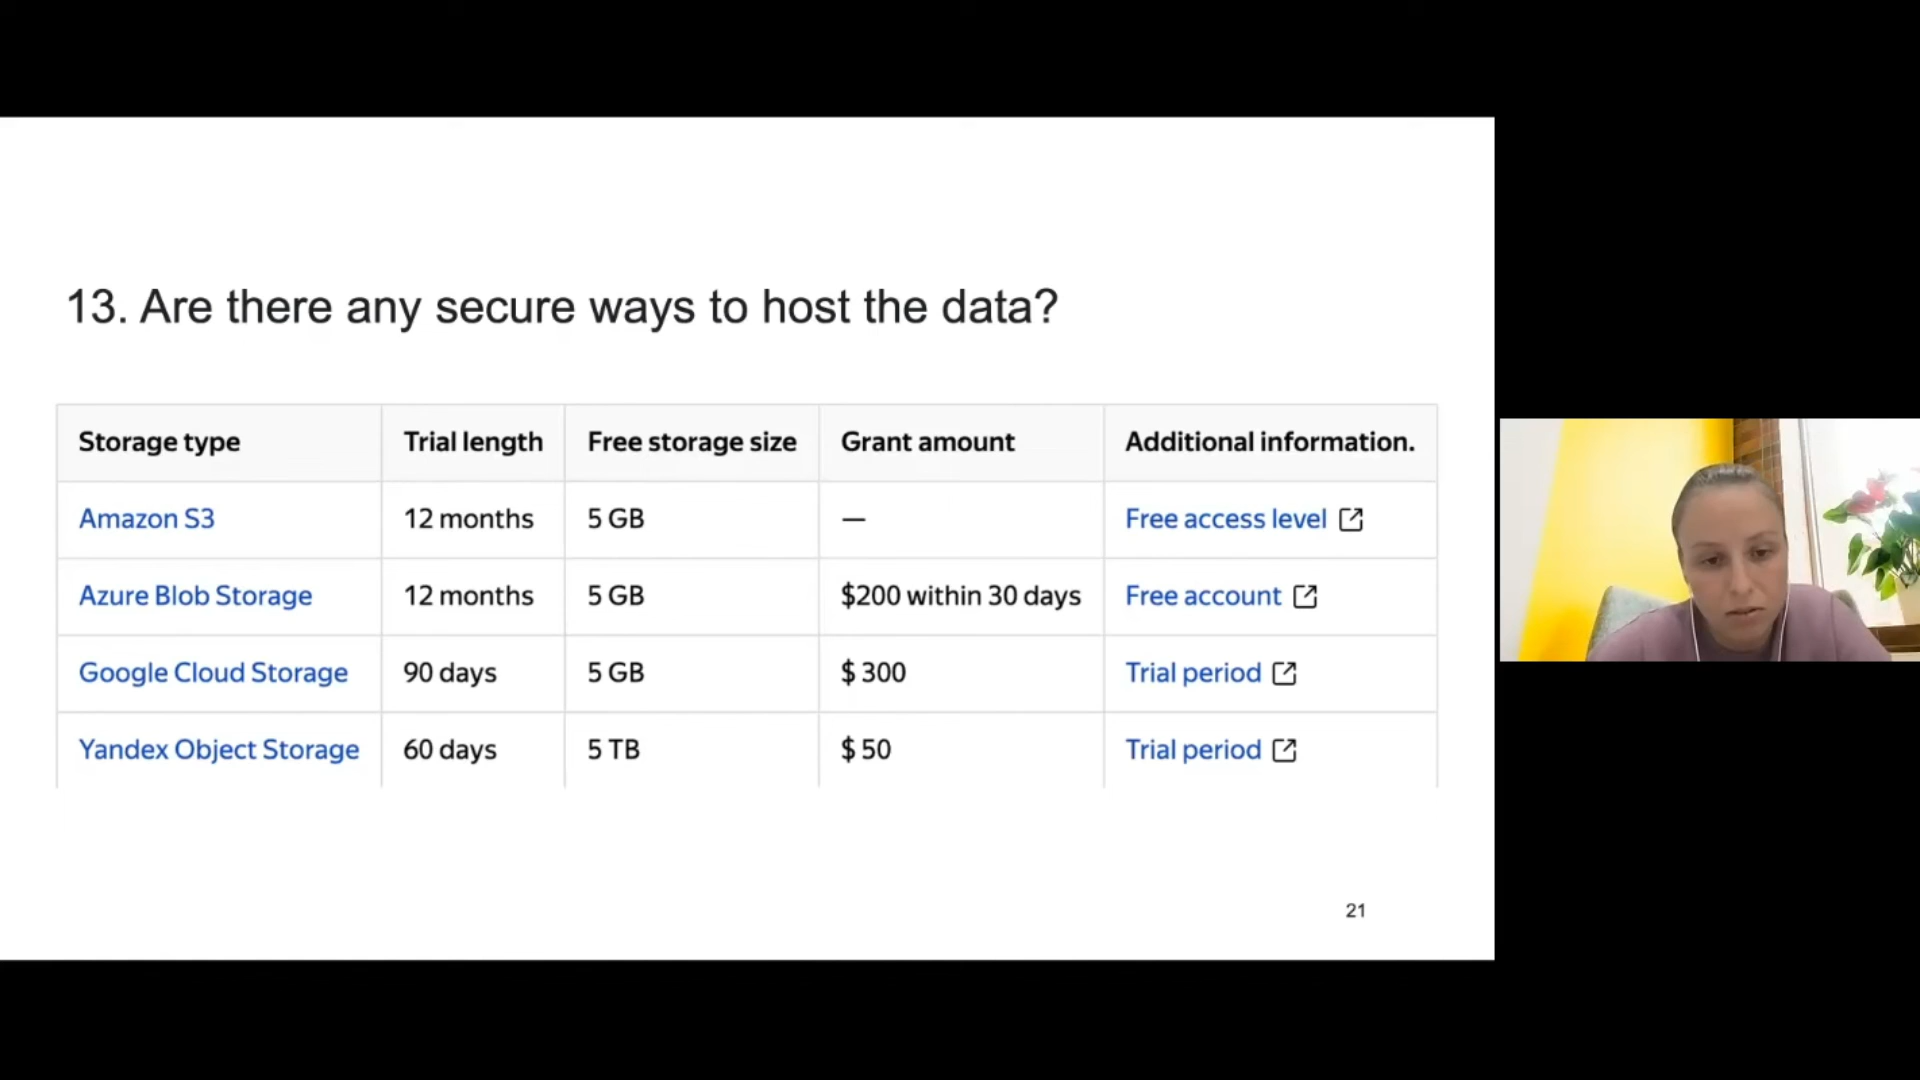 13. Are there any secure ways to host the data?
Storage type Trial length Free storage size Grant amount Additional information.
Amazon S3 12 months 5 GB — Free access level
Azure Blob Storage 12 months 5 GB $200 within 30 days Free account
Google Cloud Storage 90 days 5 GB $ 300 Trial period
Yandex Object Storage 60 days 5 TB $ 50 Trial period
21